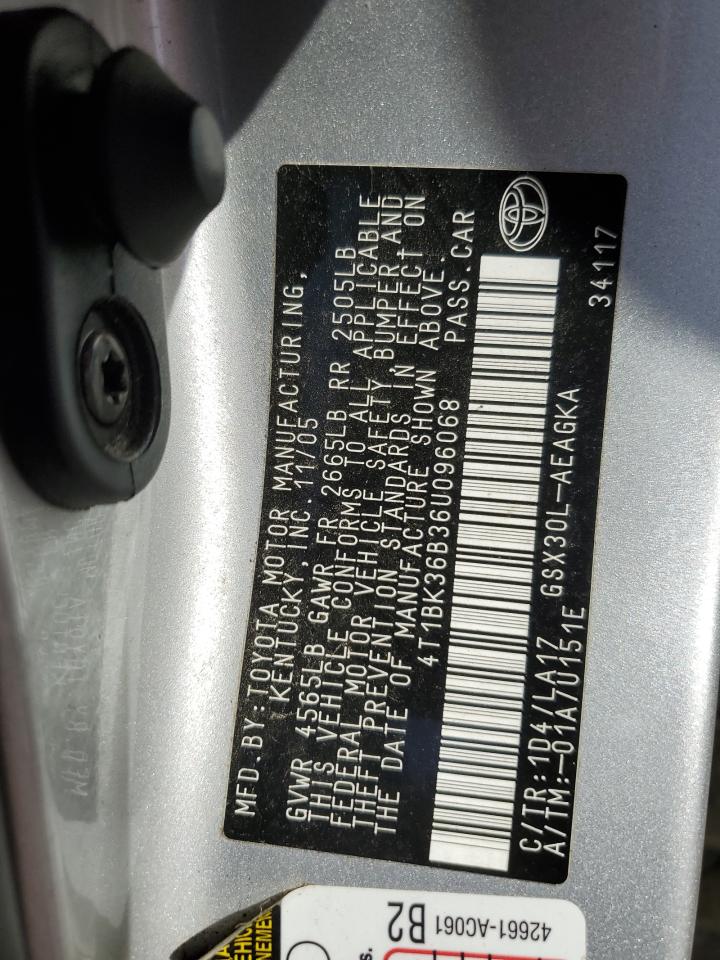 MFD.BY:TOYOTA MOTOR MANUFACTURING,
KENTUCKY, INC. 11/05
GVWR 4565LB GAWR FR 2665LB RR 2505LB
THIS VEHICLE CONFORMS TO ALL APPLICABLE
FEDERAL MOTOR VEHICLE SAFETY BUMPER AND
THEFT PREVENTION STANDARDS IN EFFECT ON
THE DATE OF MANUFACTURE SHOWN ABOVE.
4T1BK36B36U096068 PASS.CAR
C/TR:1D4/LA17 GSX30L-AEAGKA
A/TM:-01A/U151E 34117
42661-AC061
B2